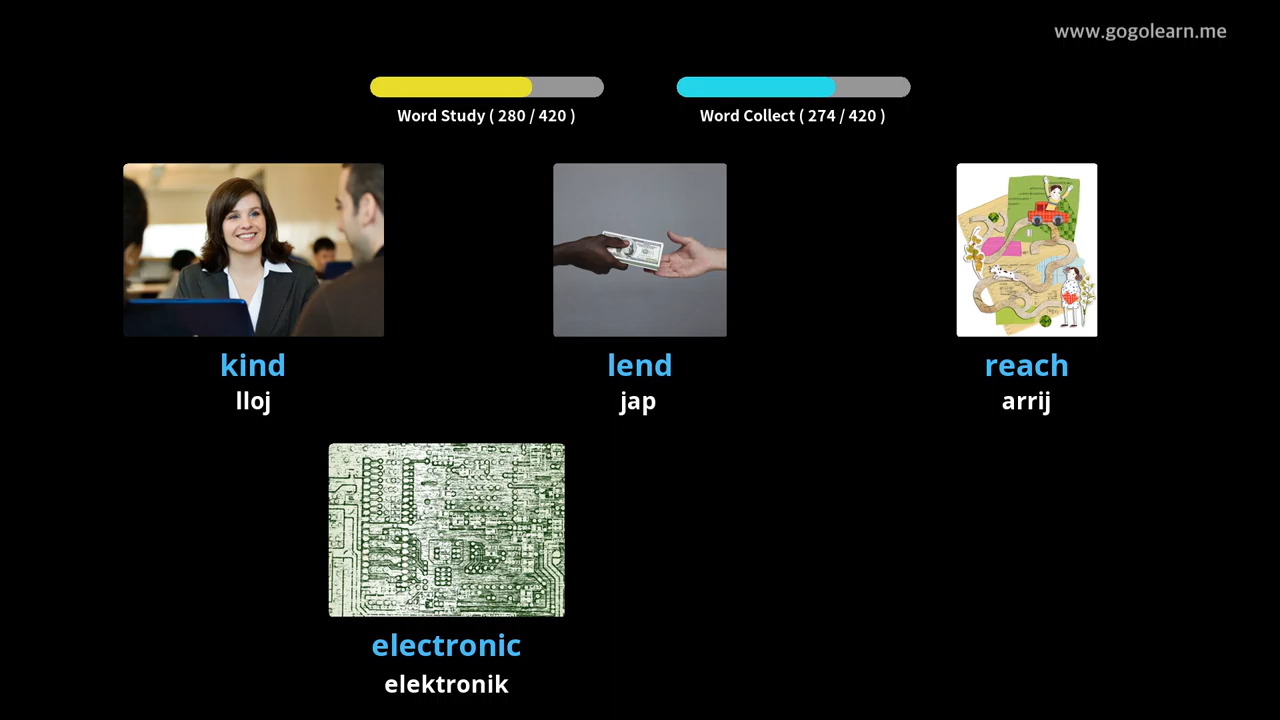 www.gogolearn.me
Word Study ( 280 / 420 )
Word Collect ( 274 / 420 )
kind
lloj
lend
jap
reach
arrij
electronic
elektronik